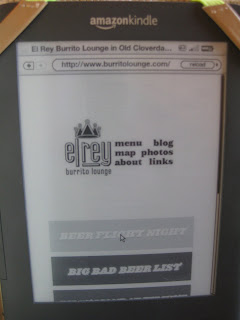 amazonkindle
El Rey Burrito Lounge in Old Cloverda...
http://www.burritolounge.com/
reload
elrey
burrito lounge
menu blog
map photos
about links
BEER FLIGHT NIGHT
BIG BAD BEER LIST